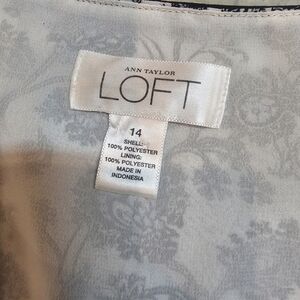 ANN TAYLOR
LOFT
14
SHELL:
100% POLYESTER
LINING:
100% POLYESTER
MADE IN
INDONESIA